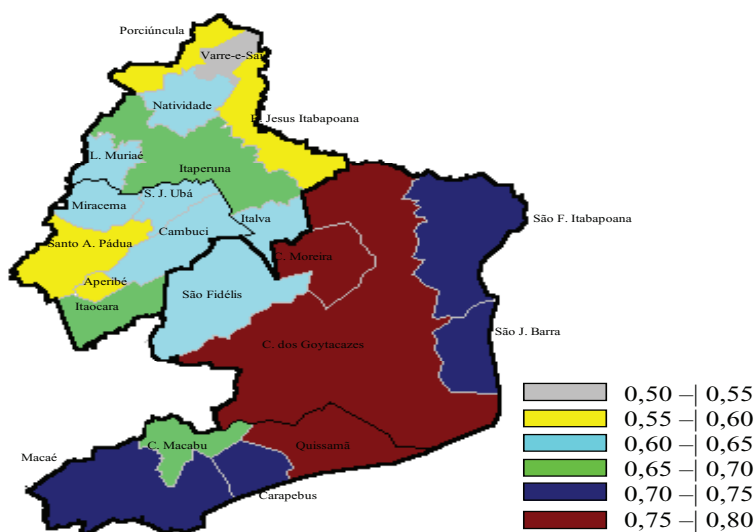 Porciúncula
Varre-e-Sai
Natividade
B. Jesus Itabapoana
L. Muriaé
Itaperuna
S. J. Ubá
Miracema
Italva
São F. Itabapoana
Cambuci
Santo A. Pádua
C. Moreira
Aperibé
São Fidélis
Itaocara
São J. Barra
C. dos Goytacazes
C. Macabu
Quissamã
Macaé
Carapebus
0,50 –| 0,55
0,55 –| 0,60
0,60 –| 0,65
0,65 –| 0,70
0,70 –| 0,75
0,75 –| 0,80